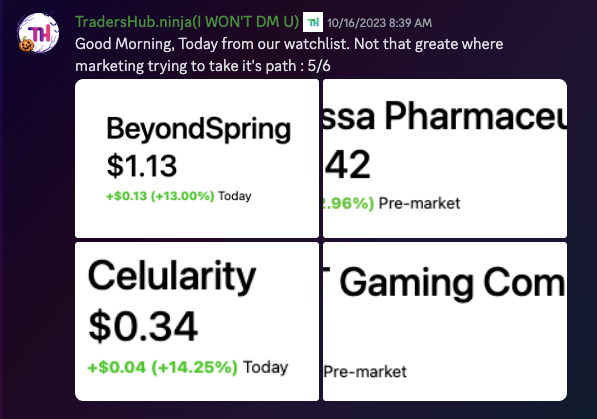 TradersHub.ninja(I WON'T DM U) TH 10/16/2023 8:39 AM
Good Morning, Today from our watchlist. Not that greate where
marketing trying to take it's path : 5/6
BeyondSpring
$1.13
+$0.13 (+13.00%) Today
ssa Pharmaceu
42
2.96%) Pre-market
Celularity
$0.34
+$0.04 (+14.25%) Today
T Gaming Com
Pre-market